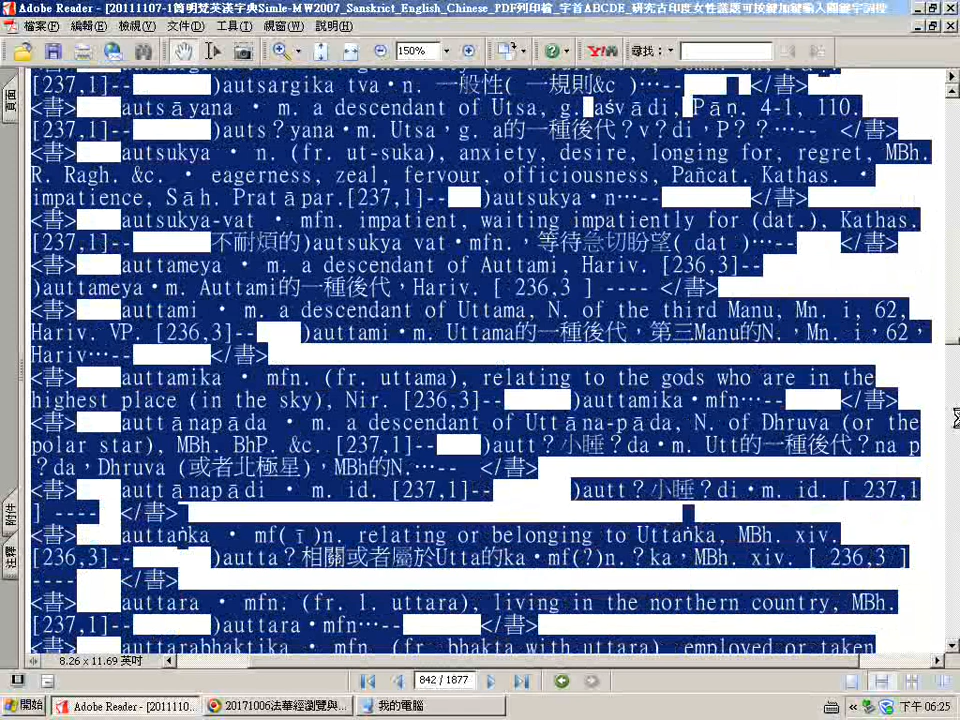 Adobe Reader - [20111107-1簡明梵英漢字典Simle-MW2007_Sanskrict_English_Chinese_PDF列印檔_字首ABCDE_研究古印度女性議題可按加鍵輸入關鍵字詞檢
檔案(F) 編輯(E) 檢視(V) 文件(D) 工具(T) 視窗(W) 說明(H)
150% Y! 尋找：
[237,1]-- )autsargika tva‧n. 一般性( 一規則&c )…-- </書>
<書> autsāyana ‧ m. a descendant of Utsa, g. aśvādi, Pāṇ. 4-1, 110.
[237,1]-- )auts？yana‧m. Utsa，g. a的一種後代？v？di，P？？…-- </書>
<書> autsukya ‧ n. (fr. ut-suka), anxiety, desire, longing for, regret, MBh.
R. Ragh. &c. ‧ eagerness, zeal, fervour, officiousness, Pañcat. Kathas. ‧
impatience, Sāh. Pratāpar.[237,1]-- )autsukya‧n…-- </書>
<書> autsukya-vat ‧ mfn. impatient, waiting impatiently for (dat.), Kathas.
[237,1]-- 不耐煩的)autsukya vat‧mfn.，等待急切盼望( dat )…-- </書>
<書> auttameya ‧ m. a descendant of Auttami, Hariv. [236,3]--
)auttameya‧m. Auttami的一種後代，Hariv. [ 236,3 ] ---- </書>
<書> auttami ‧ m. a descendant of Uttama, N. of the third Manu, Mn. i, 62,
Hariv. VP. [236,3]-- )auttami‧m. Uttama的一種後代，第三Manu的N.，Mn. i，62，
Hariv…-- </書>
<書> auttamika ‧ mfn. (fr. uttama), relating to the gods who are in the
highest place (in the sky), Nir. [236,3]-- )auttamika‧mfn…-- </書>
<書> auttānapāda ‧ m. a descendant of Uttāna-pāda, N. of Dhruva (or the
polar star), MBh. BhP. &c. [237,1]-- )autt？小睡？da‧m. Utt的一種後代？na p
？da，Dhruva (或者北極星)，MBh的N.…-- </書>
<書> auttānapādi ‧ m. id. [237,1]-- )autt？小睡？di‧m. id. [ 237,1
] ---- </書>
<書> auttaṅka ‧ mf(ī)n. relating or belonging to Uttaṅka, MBh. xiv.
[236,3]-- )autta？相關或者屬於Utta的ka‧mf(?)n.？ka，MBh. xiv. [ 236,3 ]
---- </書>
<書> auttara ‧ mfn. (fr. 1. uttara), living in the northern country, MBh.
[237,1]-- )auttara‧mfn…-- </書>
<書> auttarabhaktika ‧ mfn. (fr. bhakta with uttara), employed or taken
頁面
附件
注釋
8.26 x 11.69 英吋
842 / 1877
開始 Adobe Reader - [2011110... 20171006法華經瀏覽與... 我的電腦 下午 06:25